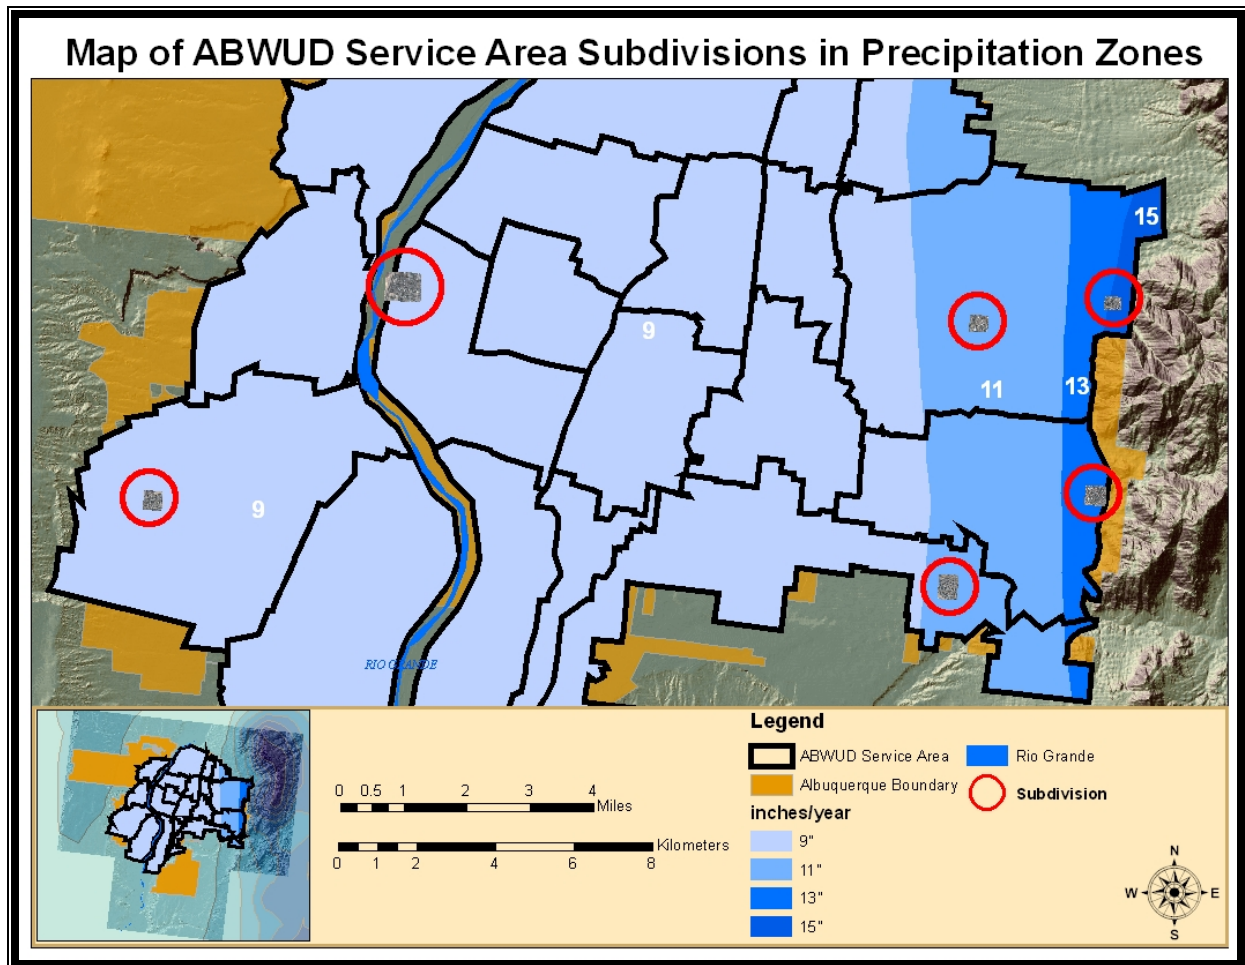 Map of ABWUD Service Area Subdivisions in Precipitation Zones
15
9
11
13
9
RIO GRANDE
Legend
ABWUD Service Area
Rio Grande
Albuquerque Boundary
Subdivision
inches/year
9"
11"
13"
15"
0 0.5 1 2 3 4
Miles
Kilometers
0 1 2 4 6 8
N
W E
S